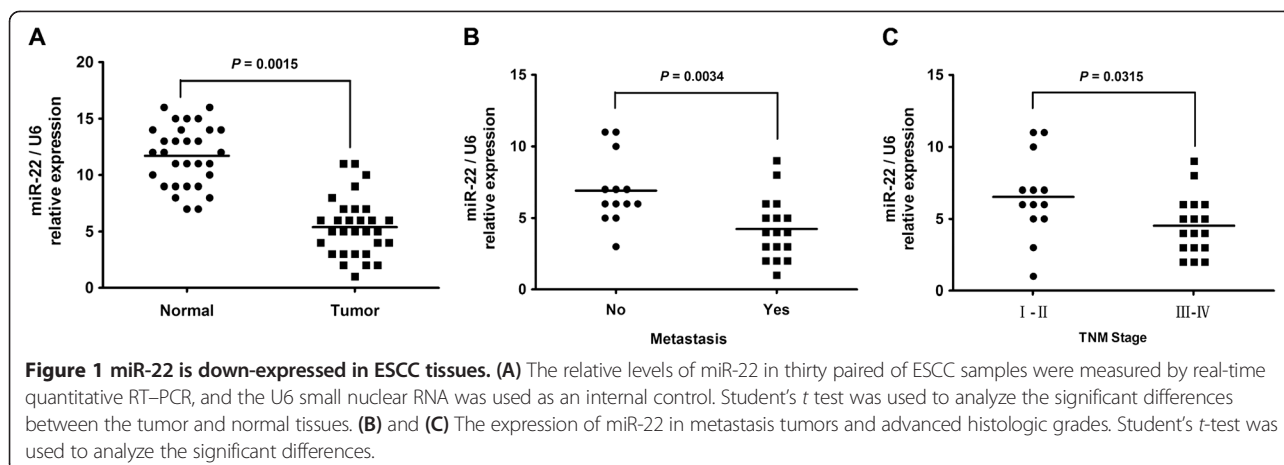 A
P = 0.0015
miR-22 / U6
relative expression
20
15
10
5
0
Normal
Tumor
B
P = 0.0034
miR-22 / U6
relative expression
15
10
5
0
No
Yes
Metastasis
C
P = 0.0315
miR-22 / U6
relative expression
15
10
5
0
I - II
III-IV
TNM Stage
Figure 1 miR-22 is down-expressed in ESCC tissues. (A) The relative levels of miR-22 in thirty paired of ESCC samples were measured by real-time
quantitative RT–PCR, and the U6 small nuclear RNA was used as an internal control. Student’s t test was used to analyze the significant differences
between the tumor and normal tissues. (B) and (C) The expression of miR-22 in metastasis tumors and advanced histologic grades. Student’s t-test was
used to analyze the significant differences.